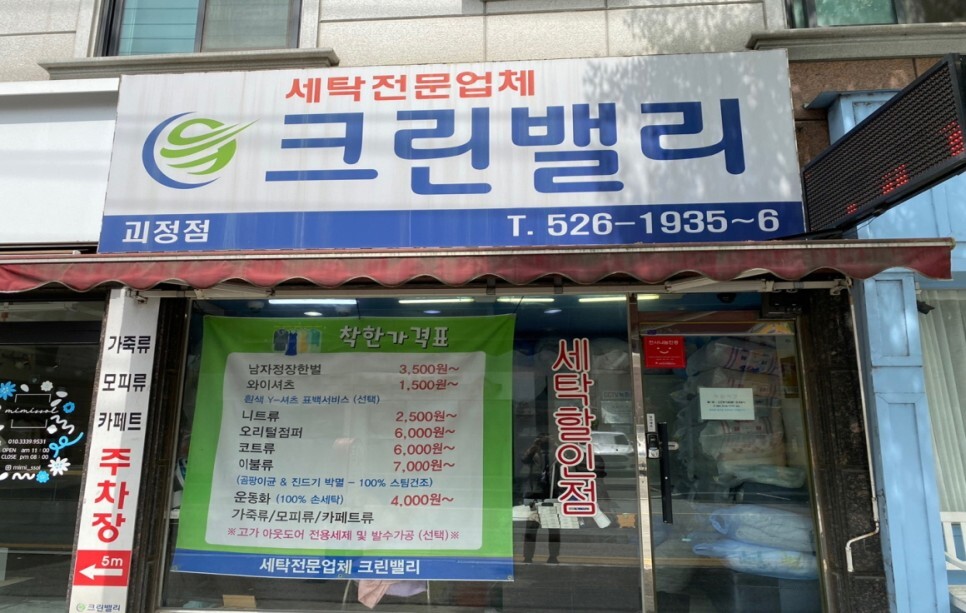 세탁전문업체
크린밸리
괴정점
T. 526-1935~6
가죽류
모피류
카페트
주차장
5m
크린밸리
mimissol
010.3339.9531
OPEN am 11:00
CLOSE pm 08:00
mimi_ssol
착한가격표
남자정장한벌 3,500원~
와이셔츠 1,500원~
흰색 Y-셔츠 표백서비스 (선택)
니트류 2,500원~
오리털점퍼 6,000원~
코트류 6,000원~
이불류 7,000원~
(곰팡이균 & 진드기 박멸 - 100% 스팀건조)
운동화 (100% 손세탁) 4,000원~
가죽류/모피류/카페트류
※고가 아웃도어 전용세제 및 발수가공 (선택)※
세탁전문업체 크린밸리
세탁할인점